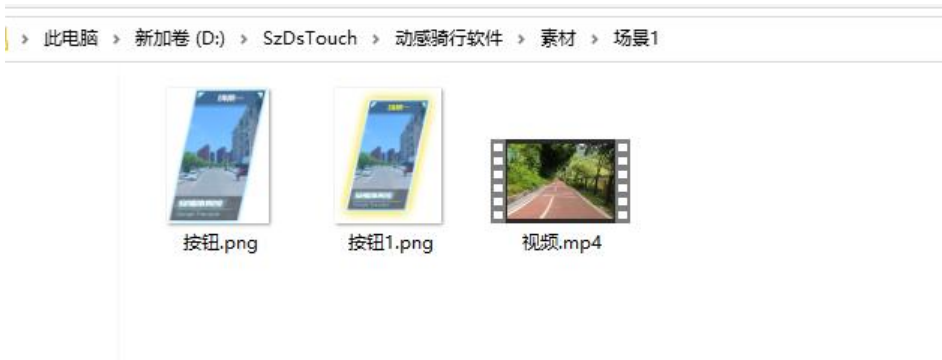 此电脑 › 新加卷 (D:) › SzDsTouch › 动感骑行软件 › 素材 › 场景1
按钮.png 按钮1.png 视频.mp4